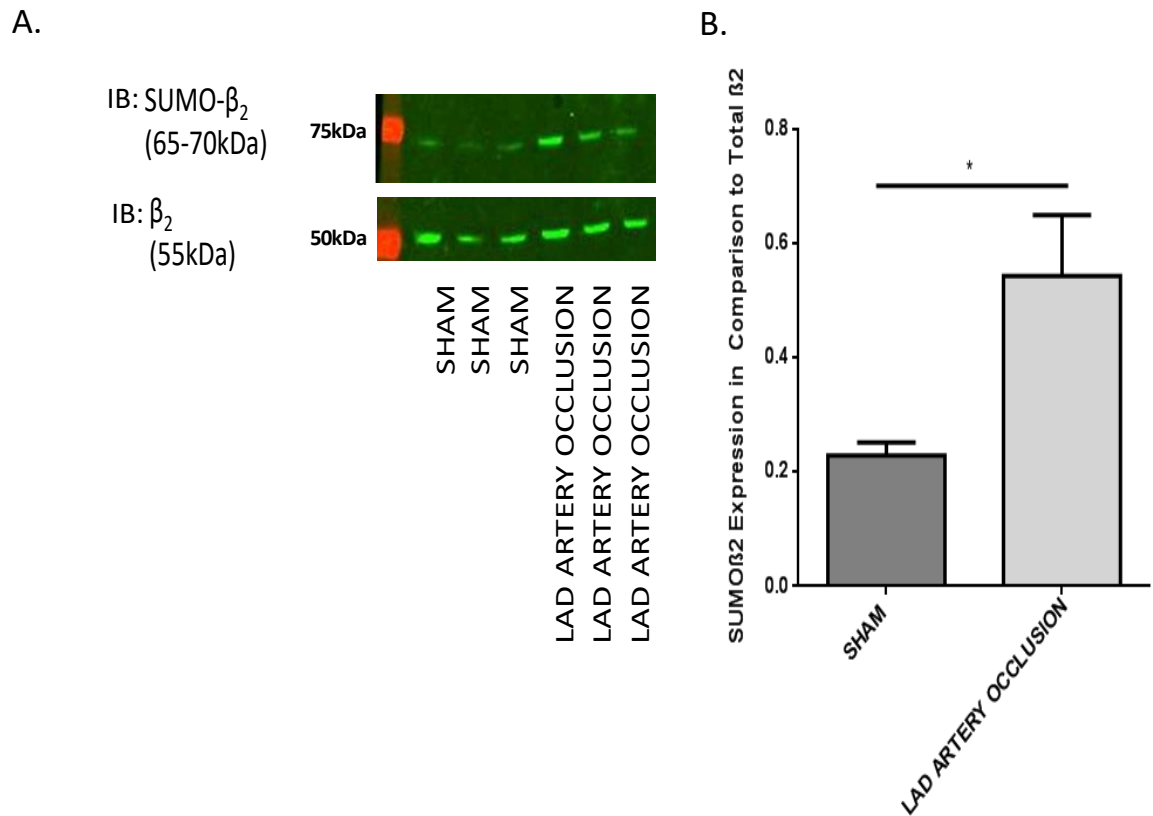 A.
IB: SUMO-β₂
(65-70kDa)
75kDa
IB: β₂
(55kDa)
50kDa
SHAM
SHAM
SHAM
LAD ARTERY OCCLUSION
LAD ARTERY OCCLUSION
LAD ARTERY OCCLUSION
B.
SUMOß2 Expression in Comparison to Total ß2
0.8
0.6
0.4
0.2
0.0
*
SHAM
LAD ARTERY OCCLUSION